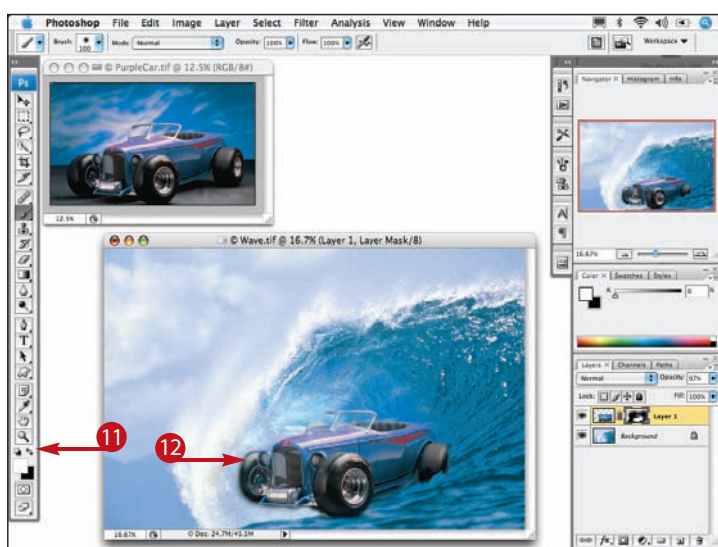 Photoshop File Edit Image Layer Select Filter Analysis View Window Help
Brush: 100 Mode: Normal Opacity: 100% Flow: 100% Workspace
© PurpleCar.tif @ 12.5% (RGB/8#)
Ps
12.5%
Navigator × Histogram Info
16.67%
© Wave.tif @ 16.7% (Layer 1, Layer Mask/8)
Color × Swatches Styles
K 0 %
Layers × Channels Paths
Normal Opacity: 97%
Lock: Fill: 100%
Layer 1
Background
11
12
16.67% © Doc: 24.7M/45.5M